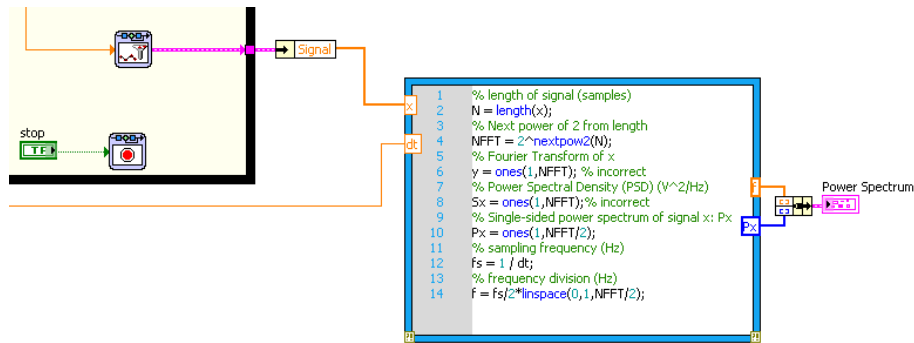 Signal
stop
TF
x
dt
1 % length of signal (samples)
2 N = length(x);
3 % Next power of 2 from length
4 NFFT = 2^nextpow2(N);
5 % Fourier Transform of x
6 y = ones(1,NFFT); % incorrect
7 % Power Spectral Density (PSD) (V^2/Hz)
8 Sx = ones(1,NFFT);% incorrect
9 % Single-sided power spectrum of signal x: Px
10 Px = ones(1,NFFT/2);
11 % sampling frequency (Hz)
12 fs = 1 / dt;
13 % frequency division (Hz)
14 f = fs/2*linspace(0,1,NFFT/2);
f
Px
Power Spectrum